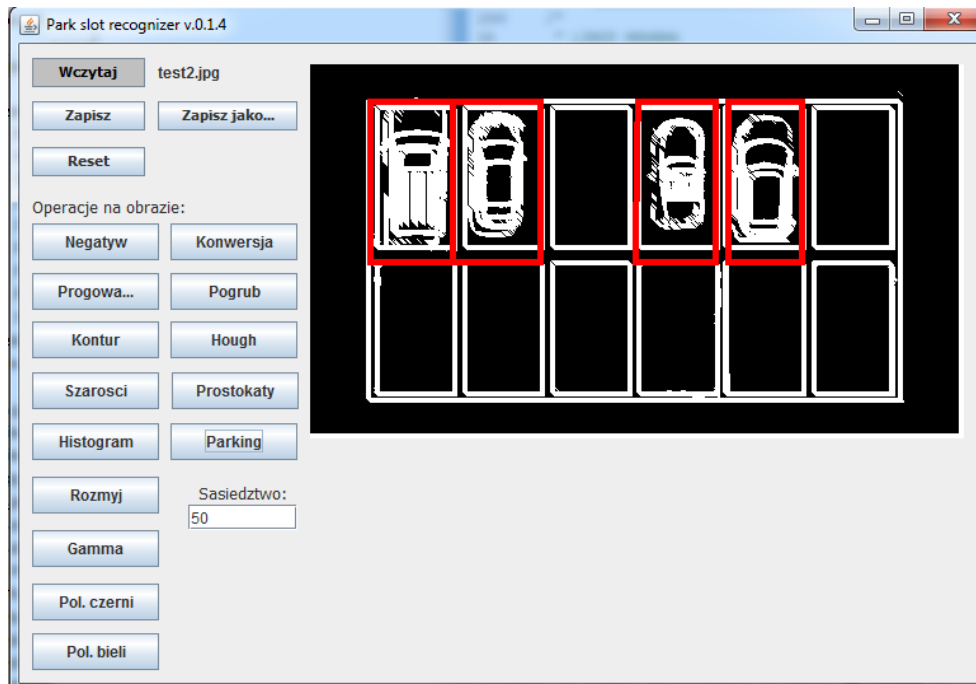 Park slot recognizer v.0.1.4
Wczytaj test2.jpg
Zapisz Zapisz jako...
Reset
Operacje na obrazie:
Negatyw Konwersja
Progowa... Pogrub
Kontur Hough
Szarosci Prostokaty
Histogram Parking
Rozmyj Sasiedztwo:
50
Gamma
Pol. czerni
Pol. bieli